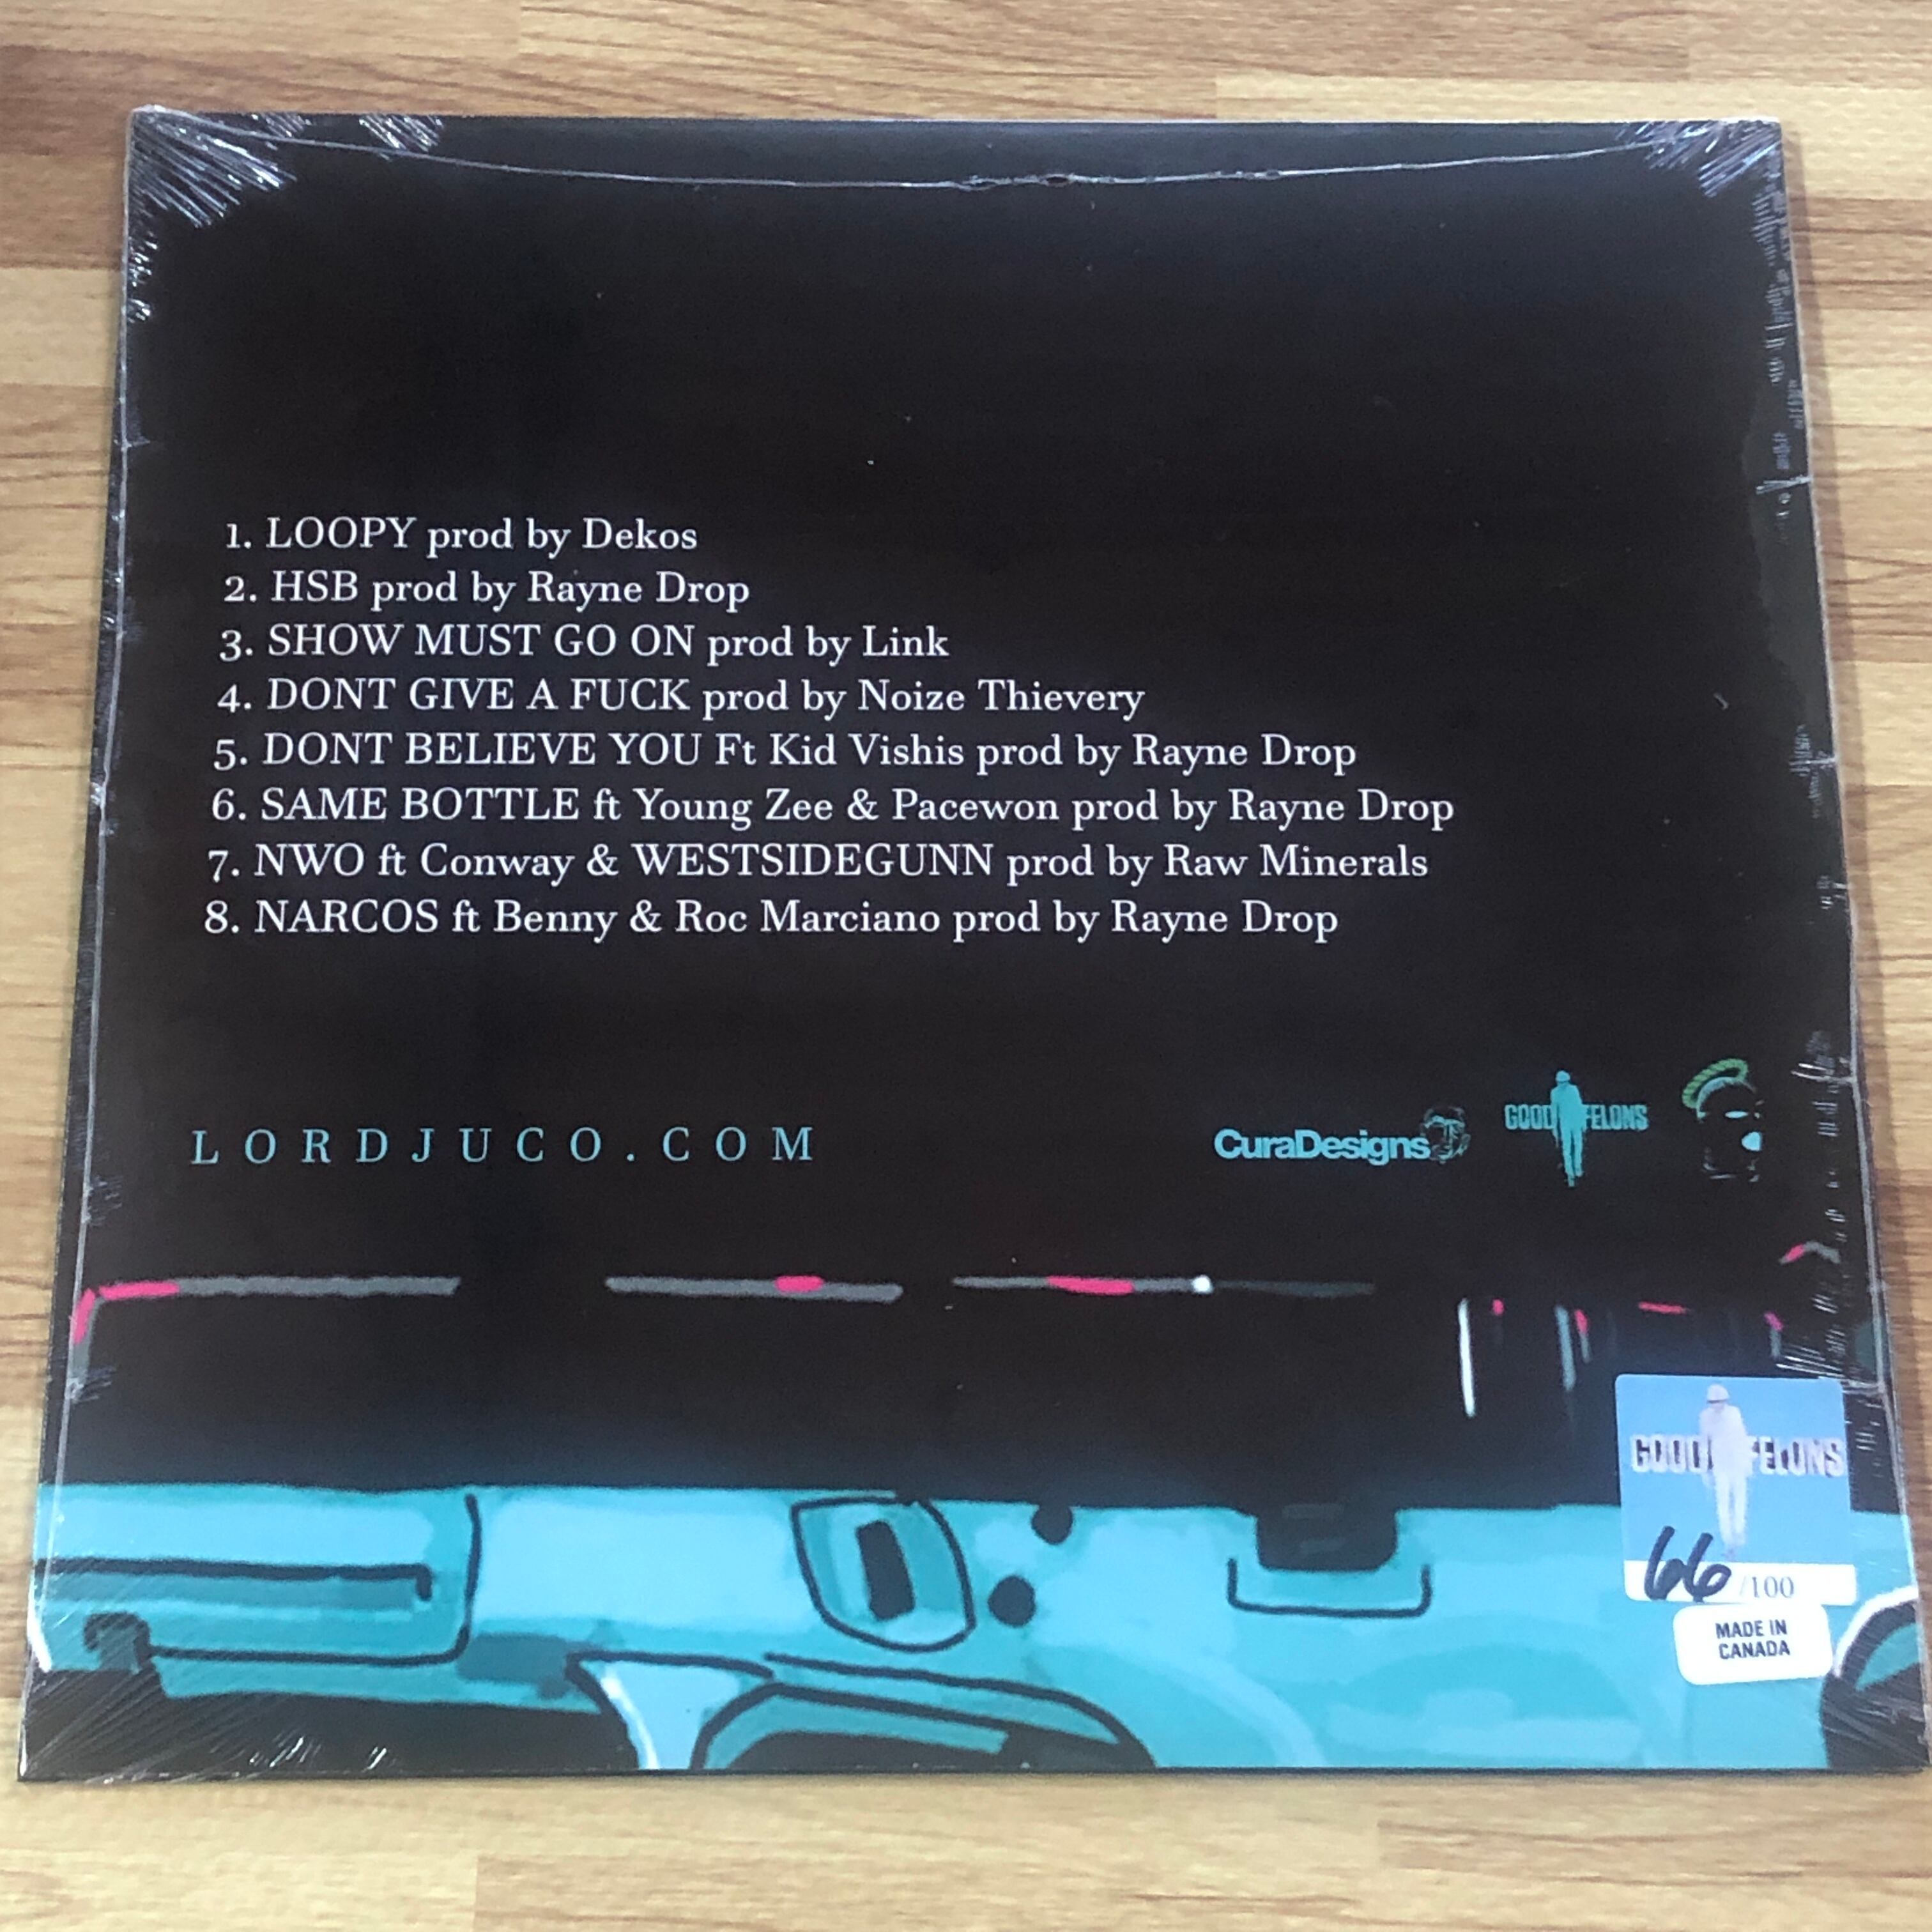 1. LOOPY prod by Dekos
2. HSB prod by Rayne Drop
3. SHOW MUST GO ON prod by Link
4. DONT GIVE A FUCK prod by Noize Thievery
5. DONT BELIEVE YOU Ft Kid Vishis prod by Rayne Drop
6. SAME BOTTLE ft Young Zee & Pacewon prod by Rayne Drop
7. NWO ft Conway & WESTSIDEGUNN prod by Raw Minerals
8. NARCOS ft Benny & Roc Marciano prod by Rayne Drop
LORDJUCO.COM
CuraDesigns
GOOD FELONS
GOOD FELONS
66/100
MADE IN
CANADA